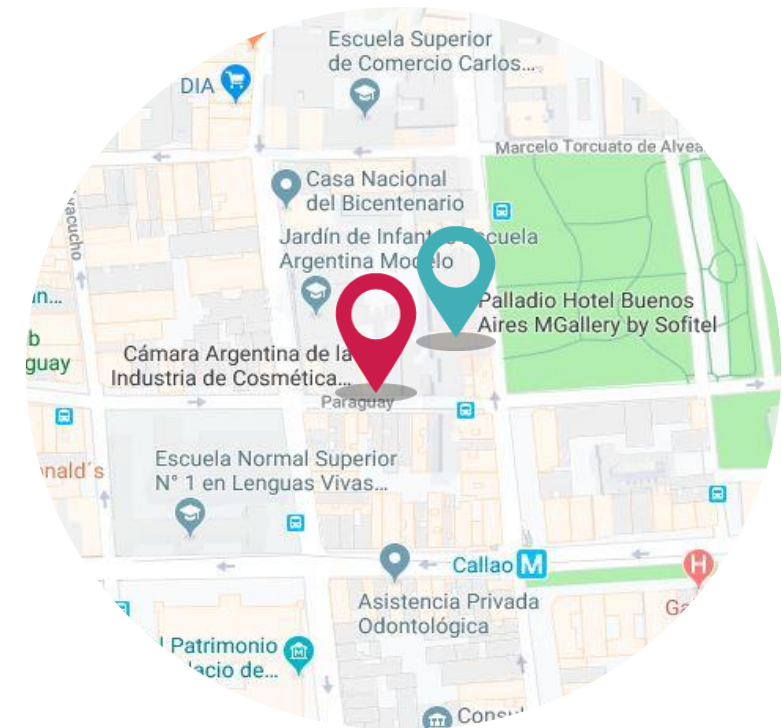 Escuela Superior
de Comercio Carlos...
DIA
Marcelo Torcuato de Alvea
Casa Nacional
del Bicentenario
Jardín de Infantes Escuela
Argentina Modelo
Palladio Hotel Buenos
Aires MGallery by Sofitel
guay
Cámara Argentina de la
Industria de Cosmética...
Paraguay
nald´s
Escuela Normal Superior
N° 1 en Lenguas Vivas...
Callao M
H
Asistencia Privada
Odontológica
Patrimonio
acio de...